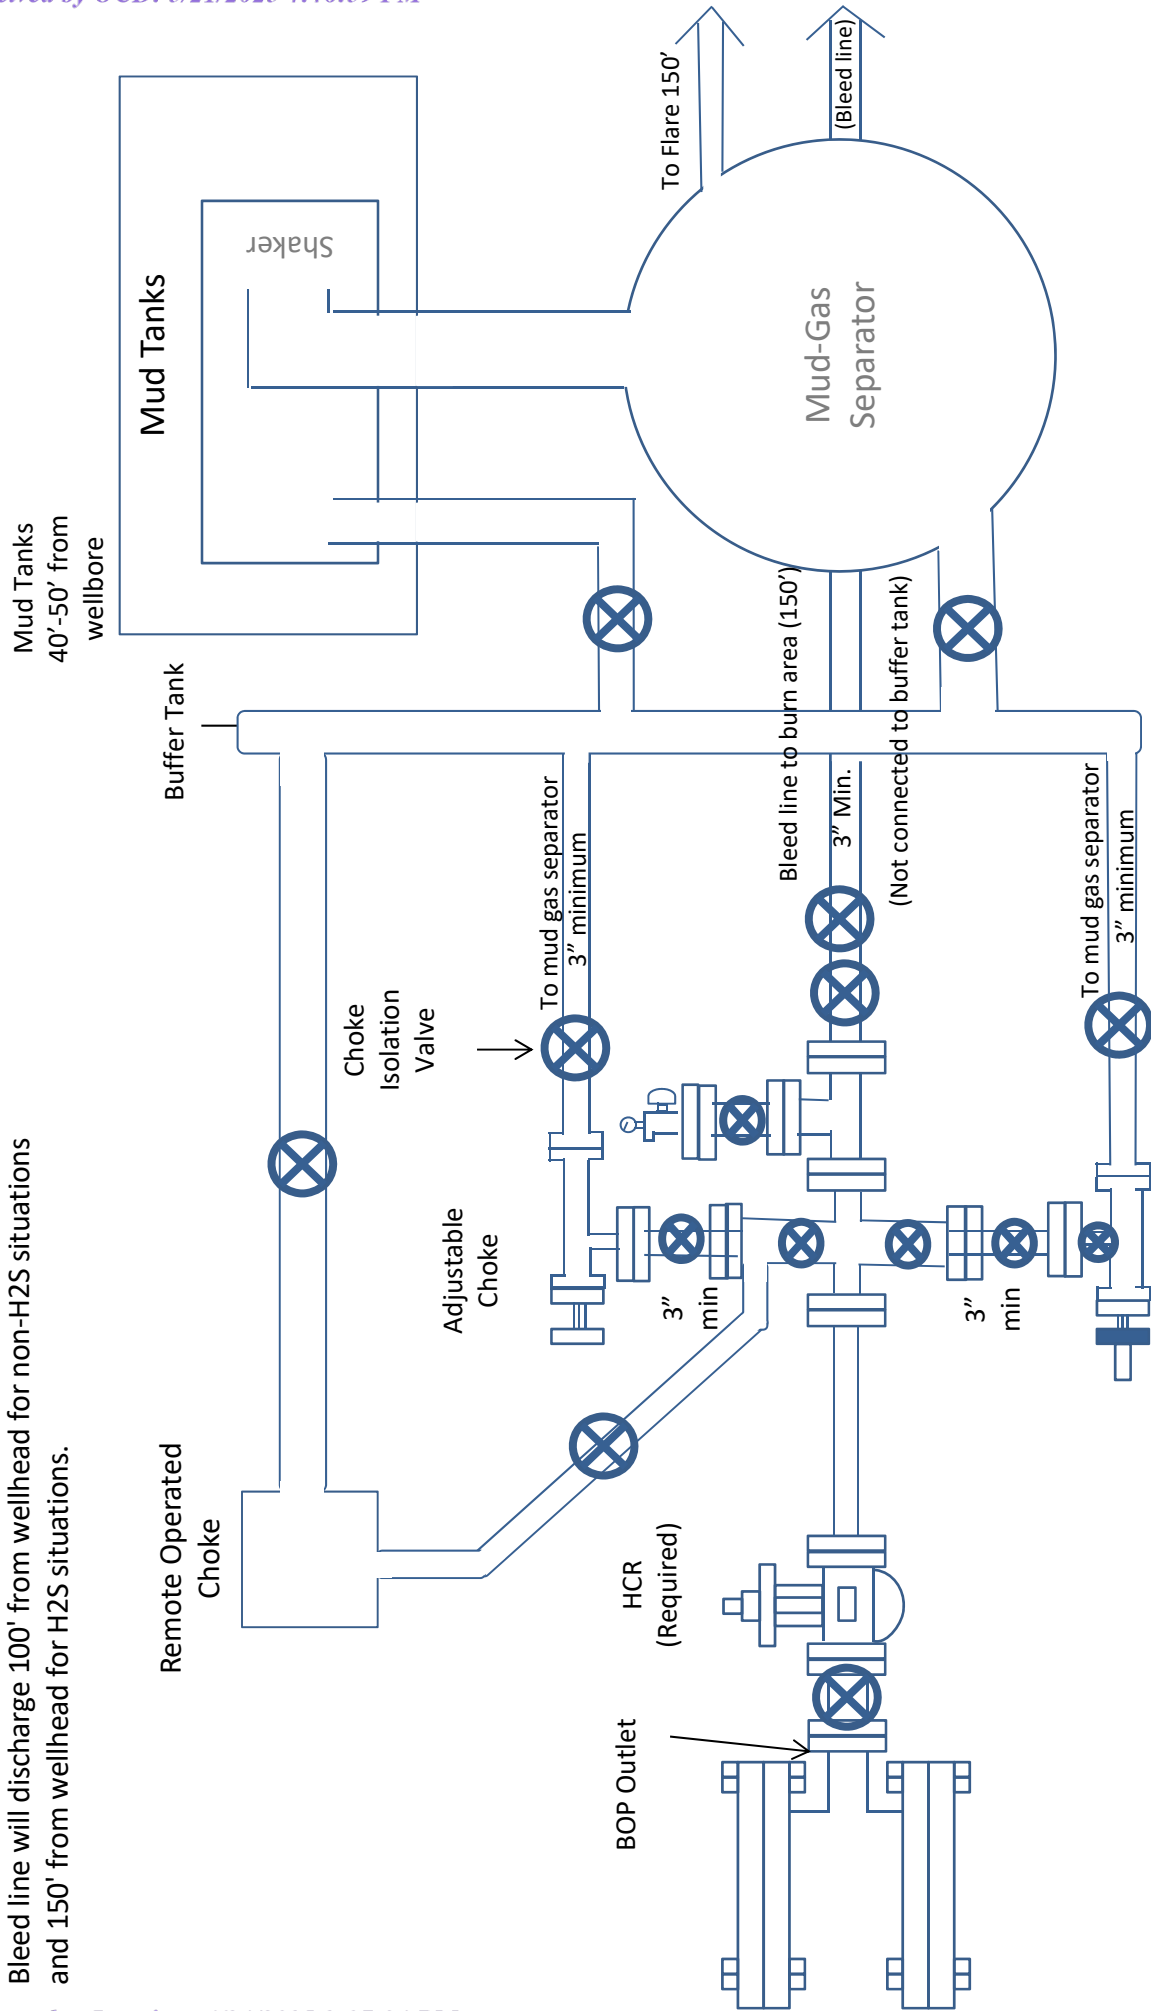 Bleed line will discharge 100' from wellhead for non-H2S situations
and 150' from wellhead for H2S situations.
Mud Tanks
40’-50’ from
wellbore
Mud Tanks
Shaker
Buffer Tank
Remote Operated
Choke
Choke
Isolation
Valve
Adjustable
Choke
To mud gas separator
3” minimum
To Flare 150’
(Bleed line)
Mud-Gas
Separator
Bleed line to burn area (150’)
3” Min.
(Not connected to buffer tank)
3”
min
HCR
(Required)
BOP Outlet
3”
min
To mud gas separator
3” minimum